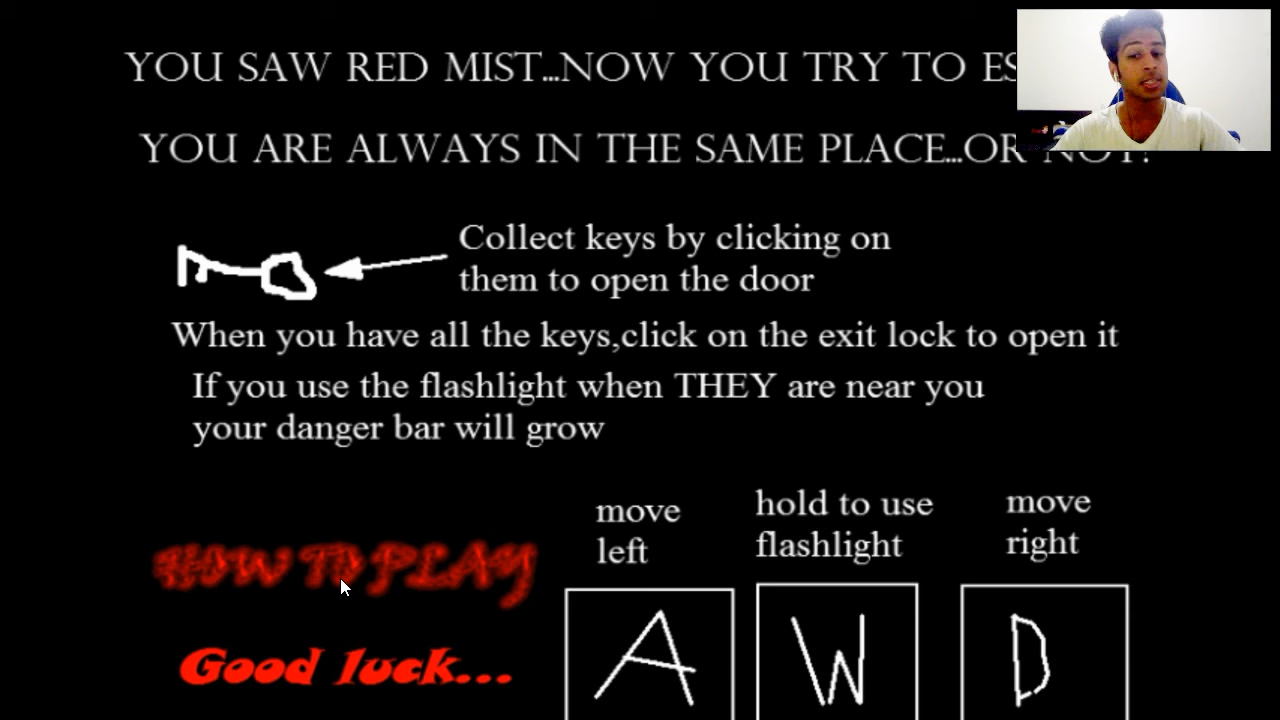 YOU SAW RED MIST...NOW YOU TRY TO
YOU ARE ALWAYS IN THE SAME PLACE...OR NOT?
Collect keys by clicking on
them to open the door
When you have all the keys,click on the exit lock to open it
If you use the flashlight when THEY are near you
your danger bar will grow
move
left
hold to use
flashlight
move
right
HOW TO PLAY
Good luck...
A W D